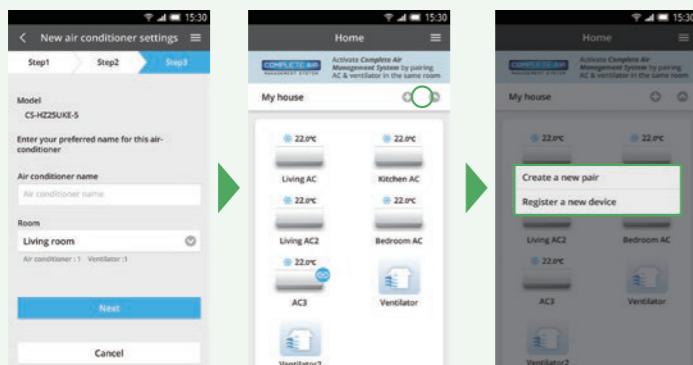 15:30
New air conditioner settings
Step1 Step2 Step3
Model
CS-HZ25UKE-5
Enter your preferred name for this air-
conditioner
Air conditioner name
Air conditioner name
Room
Living room
Air conditioner : 1 Ventilator :1
Next
Cancel
15:30
Home
COMPLETE AIR
MANAGEMENT SYSTEM
Activate Complete Air
Management System by pairing
AC & ventilator in the same room
My house
22.0℃ 22.0℃
Living AC Kitchen AC
22.0℃ 22.0℃
Living AC2 Bedroom AC
22.0℃
AC3 Ventilator
Ventilator2
15:30
Home
COMPLETE AIR
MANAGEMENT SYSTEM
Activate Complete Air
Management System by pairing
AC & ventilator in the same room
My house
22.0℃ 22.0℃
Create a new pair
Register a new device
Living AC2 Bedroom AC
22.0℃
AC3 Ventilator
Ventilator2